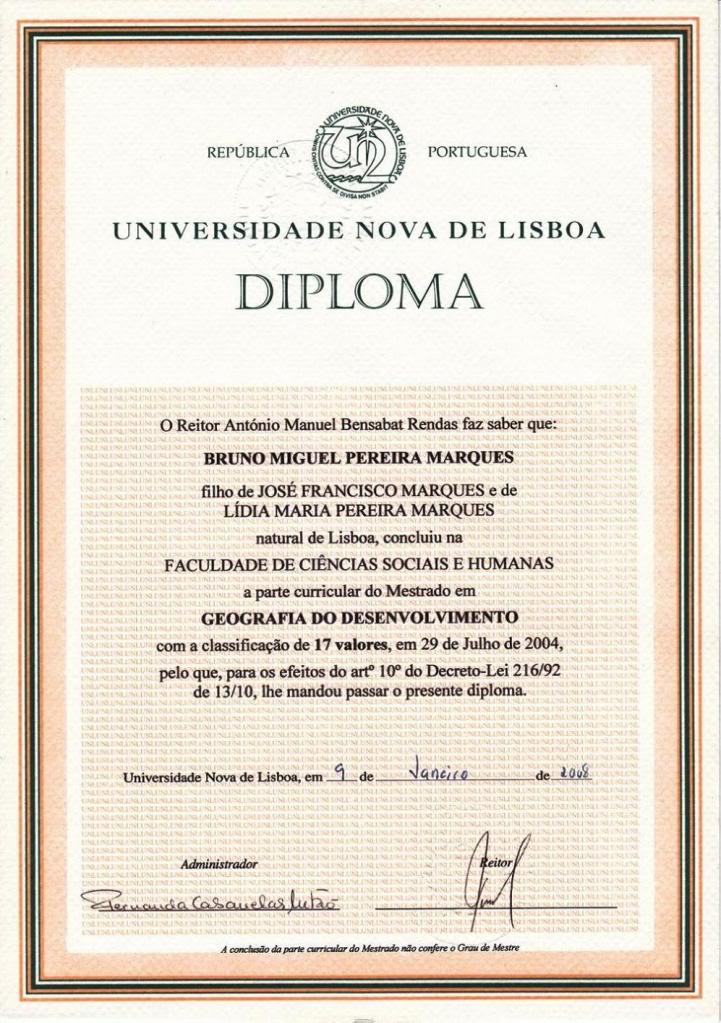 UNIVERSIDADE NOVA DE LISBOA
REPÚBLICA PORTUGUESA
UNIVERSIDADE NOVA DE LISBOA
DIPLOMA
O Reitor António Manuel Bensabat Rendas faz saber que:
BRUNO MIGUEL PEREIRA MARQUES
filho de JOSÉ FRANCISCO MARQUES e de
LÍDIA MARIA PEREIRA MARQUES
natural de Lisboa, concluiu na
FACULDADE DE CIÊNCIAS SOCIAIS E HUMANAS
a parte curricular do Mestrado em
GEOGRAFIA DO DESENVOLVIMENTO
com a classificação de 17 valores, em 29 de Julho de 2004,
pelo que, para os efeitos do artº 10º do Decreto-Lei 216/92
de 13/10, lhe mandou passar o presente diploma.
Universidade Nova de Lisboa, em 9 de Janeiro de 2008
Administrador Reitor
Fernanda
A conclusão da parte curricular do Mestrado não confere o Grau de Mestre